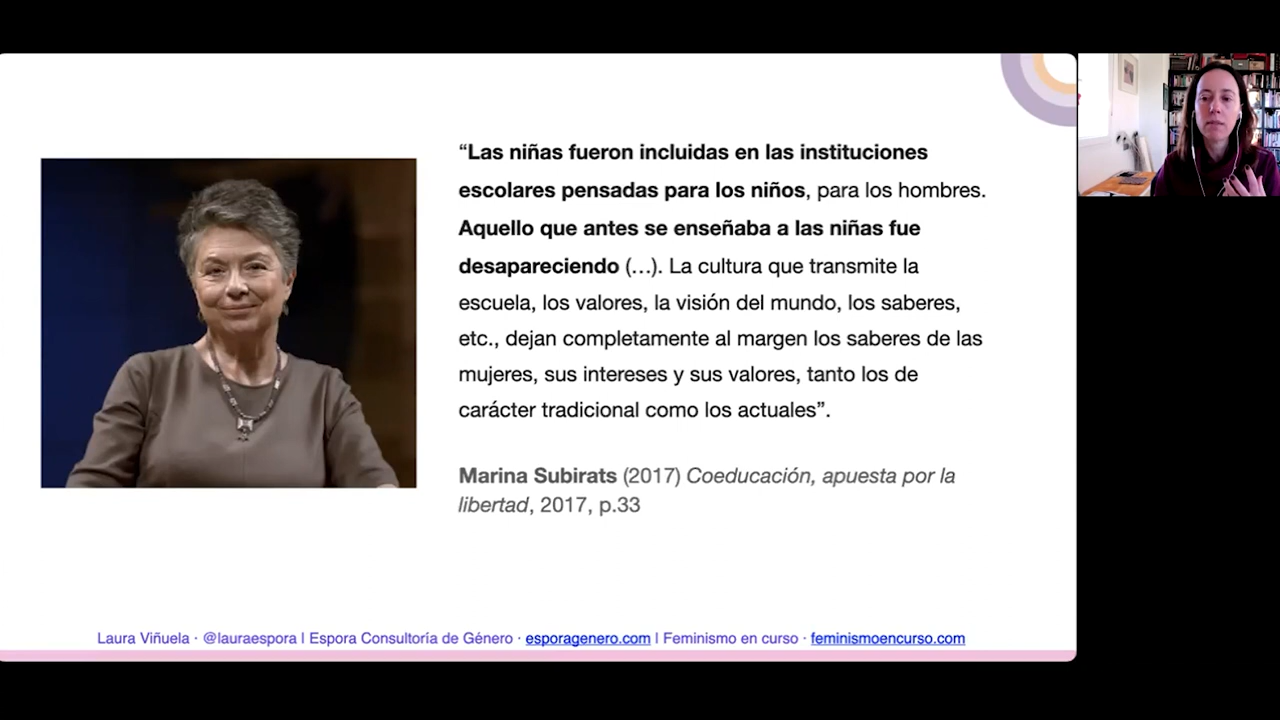 “Las niñas fueron incluidas en las instituciones
escolares pensadas para los niños, para los hombres.
Aquello que antes se enseñaba a las niñas fue
desapareciendo (…). La cultura que transmite la
escuela, los valores, la visión del mundo, los saberes,
etc., dejan completamente al margen los saberes de las
mujeres, sus intereses y sus valores, tanto los de
carácter tradicional como los actuales”.
Marina Subirats (2017) Coeducación, apuesta por la
libertad, 2017, p.33
Laura Viñuela · @lauraespora I Espora Consultoría de Género · esporagenero.com I Feminismo en curso · feminismoencurso.com